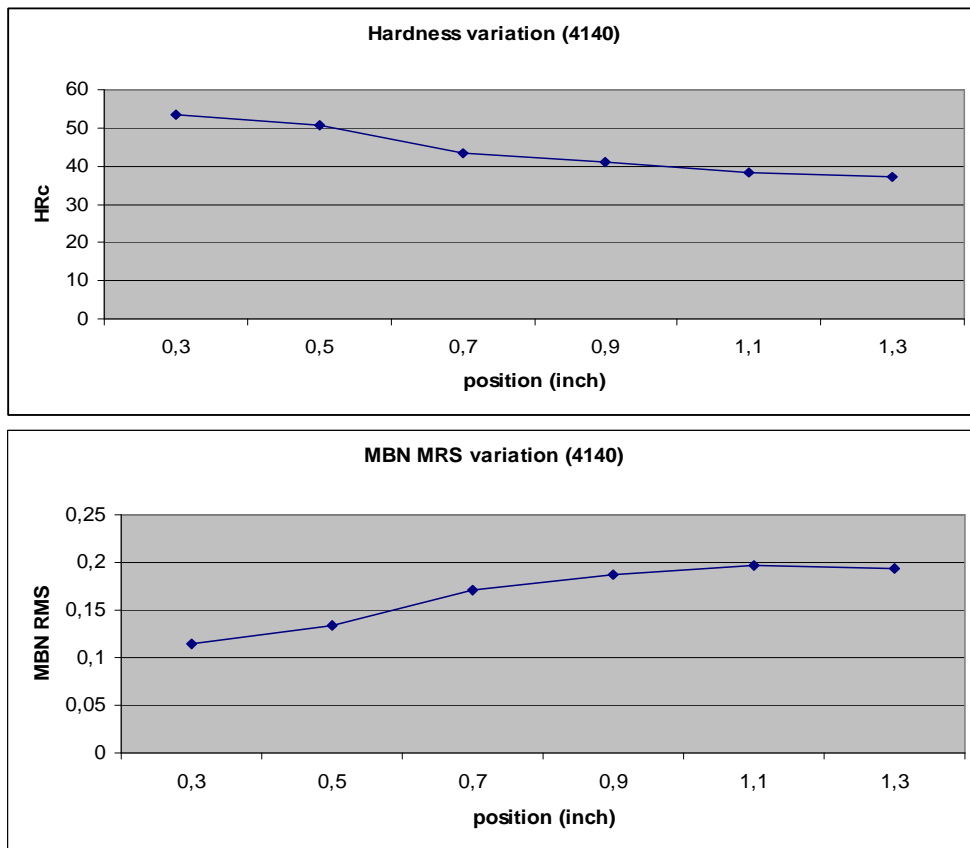 Hardness variation (4140)
60
50
40
30
20
10
0
HRc
0,3 0,5 0,7 0,9 1,1 1,3
position (inch)
MBN MRS variation (4140)
0,25
0,2
0,15
0,1
0,05
0
MBN RMS
0,3 0,5 0,7 0,9 1,1 1,3
position (inch)